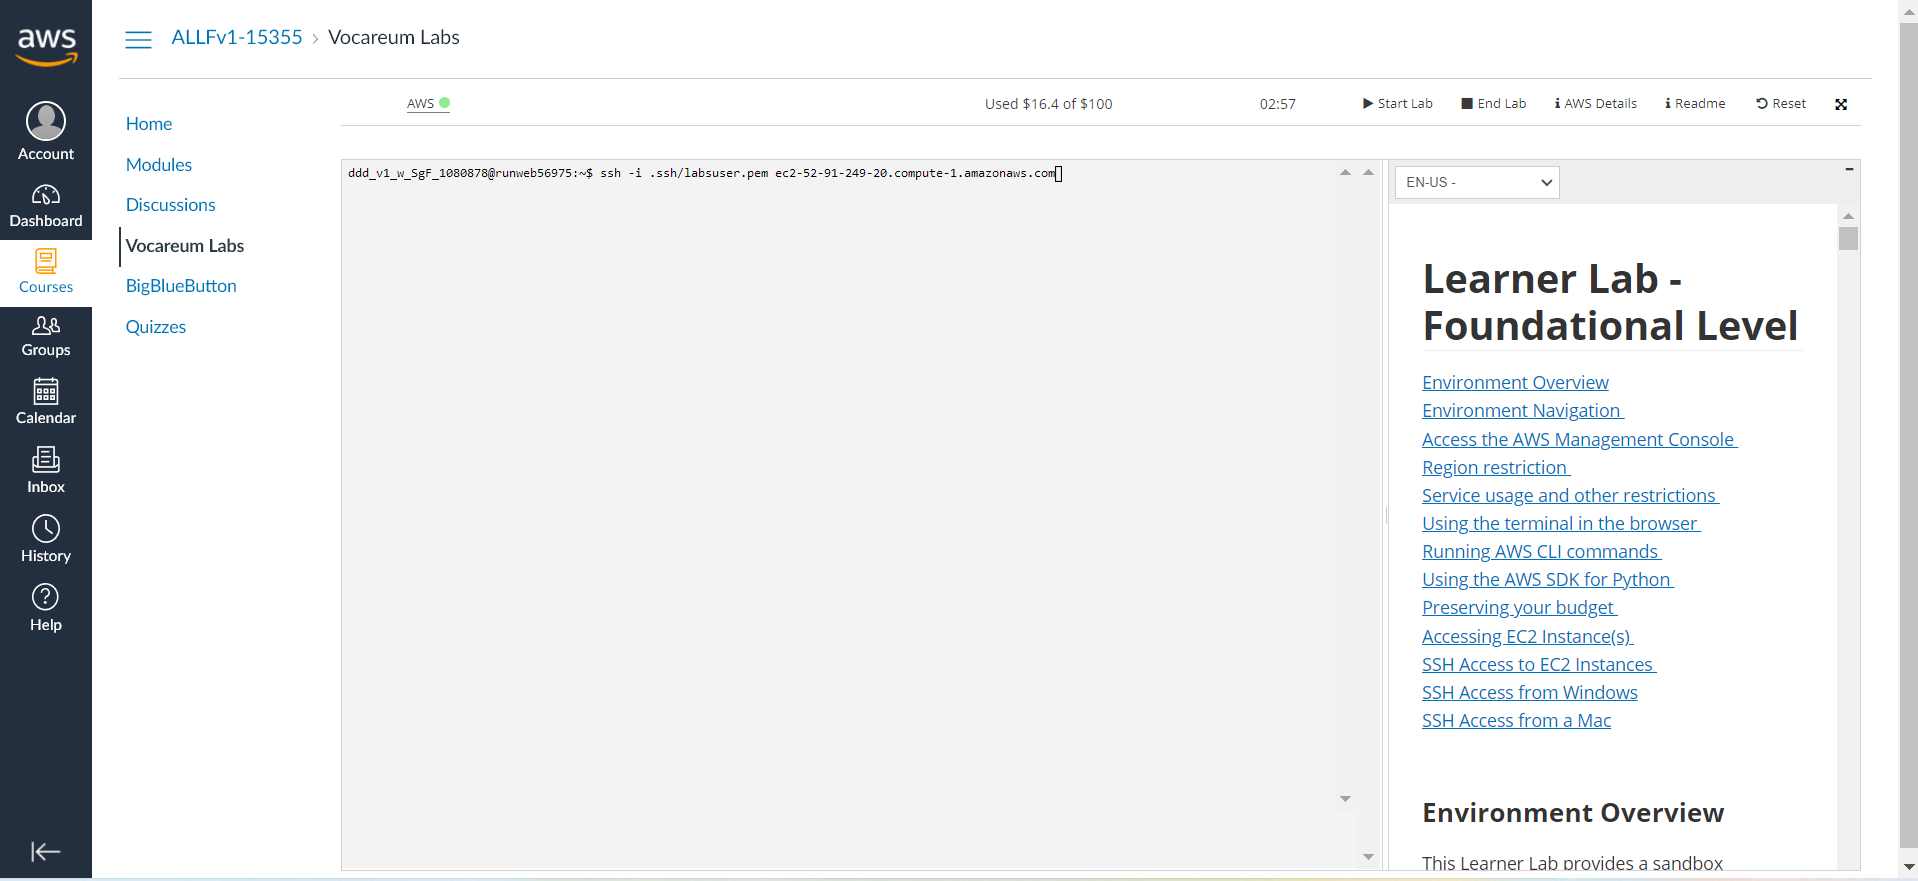 aws
Account
Dashboard
Courses
Groups
Calendar
Inbox
History
Help
ALLFv1-15355 › Vocareum Labs
Home
Modules
Discussions
Vocareum Labs
BigBlueButton
Quizzes
AWS
Used $16.4 of $100
02:57
Start Lab
End Lab
AWS Details
Readme
Reset
ddd_v1_w_SgF_1080878@runweb56975:~$ ssh -i .ssh/labsuser.pem ec2-52-91-249-20.compute-1.amazonaws.com
EN-US -
Learner Lab -
Foundational Level
Environment Overview
Environment Navigation
Access the AWS Management Console
Region restriction
Service usage and other restrictions
Using the terminal in the browser
Running AWS CLI commands
Using the AWS SDK for Python
Preserving your budget
Accessing EC2 Instance(s)
SSH Access to EC2 Instances
SSH Access from Windows
SSH Access from a Mac
Environment Overview
This Learner Lab provides a sandbox